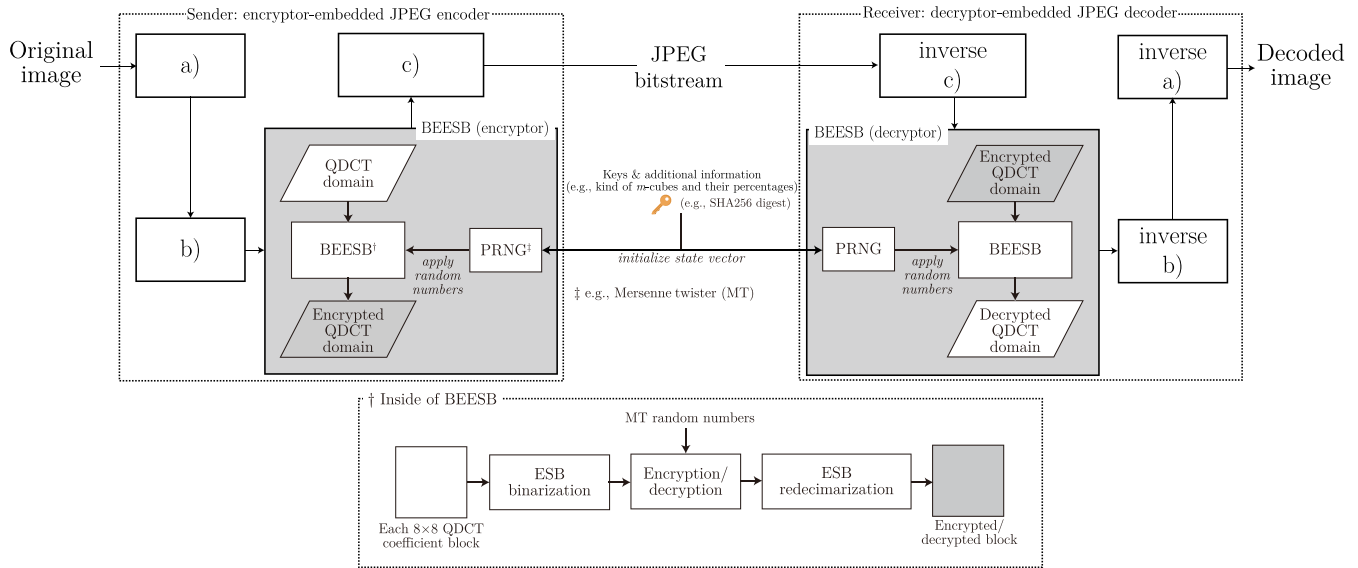 Sender: encryptor-embedded JPEG encoder
Original
image
a)
c)
b)
BEESB (encryptor)
QDCT
domain
BEESB†
PRNG‡
apply
random
numbers
Encrypted
QDCT
domain
JPEG
bitstream
Keys & additional information
(e.g., kind of m-cubes and their percentages)
(e.g., SHA256 digest)
initialize state vector
‡ e.g., Mersenne twister (MT)
Receiver: decryptor-embedded JPEG decoder
inverse
c)
inverse
a)
Decoded
image
BEESB (decryptor)
Encrypted
QDCT
domain
PRNG
apply
random
numbers
BEESB
Decrypted
QDCT
domain
inverse
b)
† Inside of BEESB
MT random numbers
Each 8×8 QDCT
coefficient block
ESB
binarization
Encryption/
decryption
ESB
redecimarization
Encrypted/
decrypted block